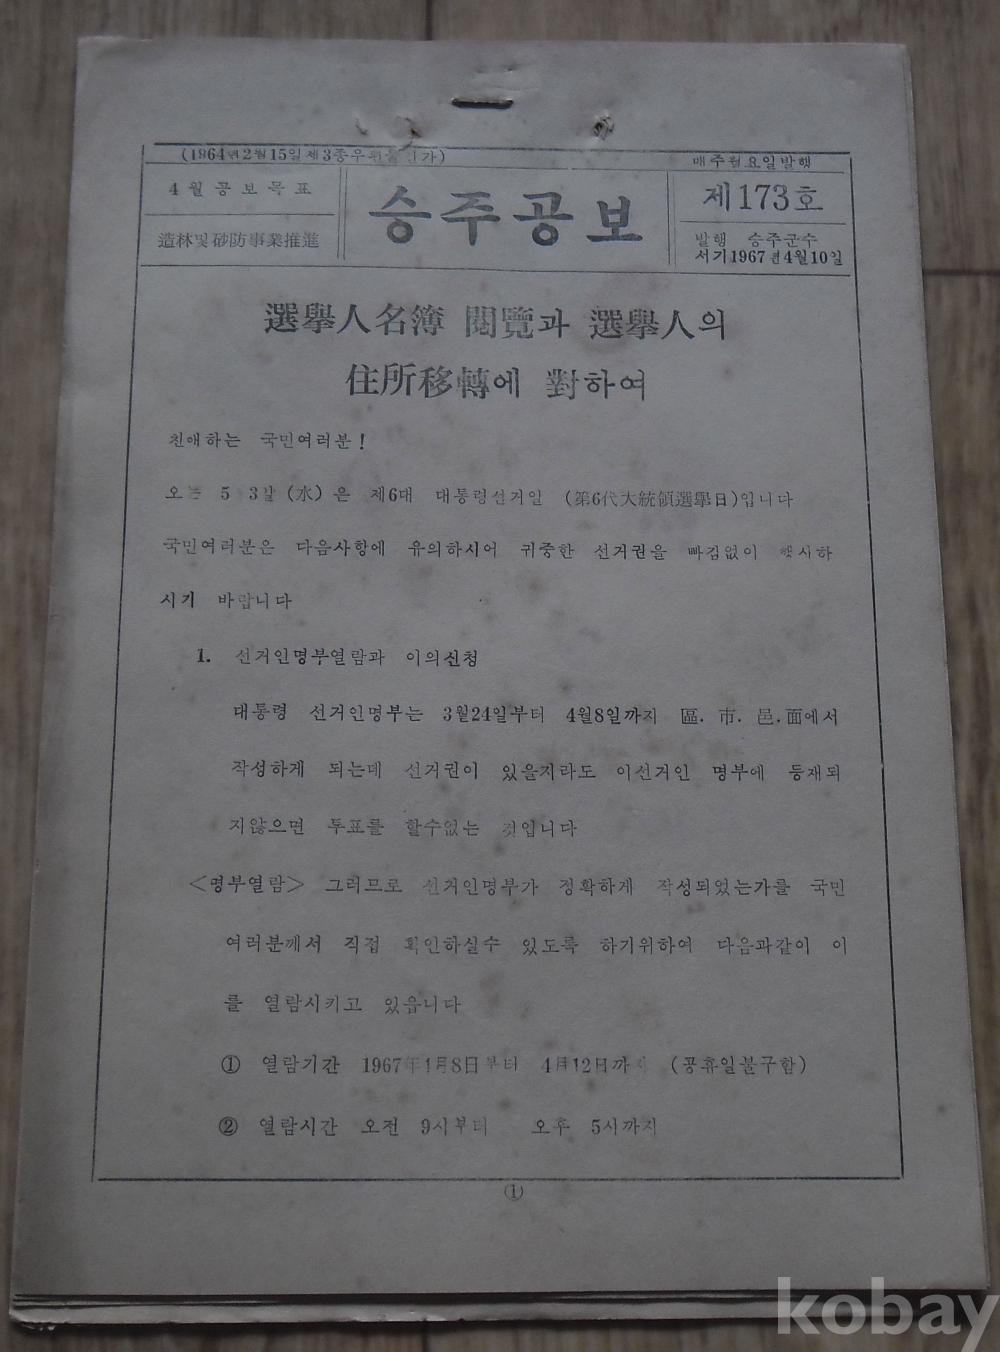 (1964년2월15일제3종우편물인가)
매주월요일발행
4월공보목표
造林및砂防事業推進
승주공보
제173호
발행 승주군수
서기1967년4월10일
選擧人名簿 閱覽과 選擧人의
住所移轉에 對하여
친애하는 국민여러분!
오는 5 3일(水)은 제6대 대통령선거일 (第6代大統領選擧日)입니다
국민여러분은 다음사항에 유의하시어 귀중한 선거권을 빠짐없이 행사하
시기 바랍니다
1. 선거인명부열람과 이의신청
대통령 선거인명부는 3월24일부터 4월8일까지 區.市.邑.面에서
작성하게 되는데 선거권이 있을지라도 이선거인 명부에 등재되
지않으면 투표를 할수없는 것입니다
<명부열람> 그러므로 선거인명부가 정확하게 작성되었는가를 국민
여러분께서 직접 확인하실수 있도록 하기위하여 다음과같이 이
를 열람시키고 있읍니다
① 열람기간 1967年4月8日부터 4月12日까지 (공휴일불구함)
② 열람시간 오전 9시부터 오후 5시까지
①
kobay